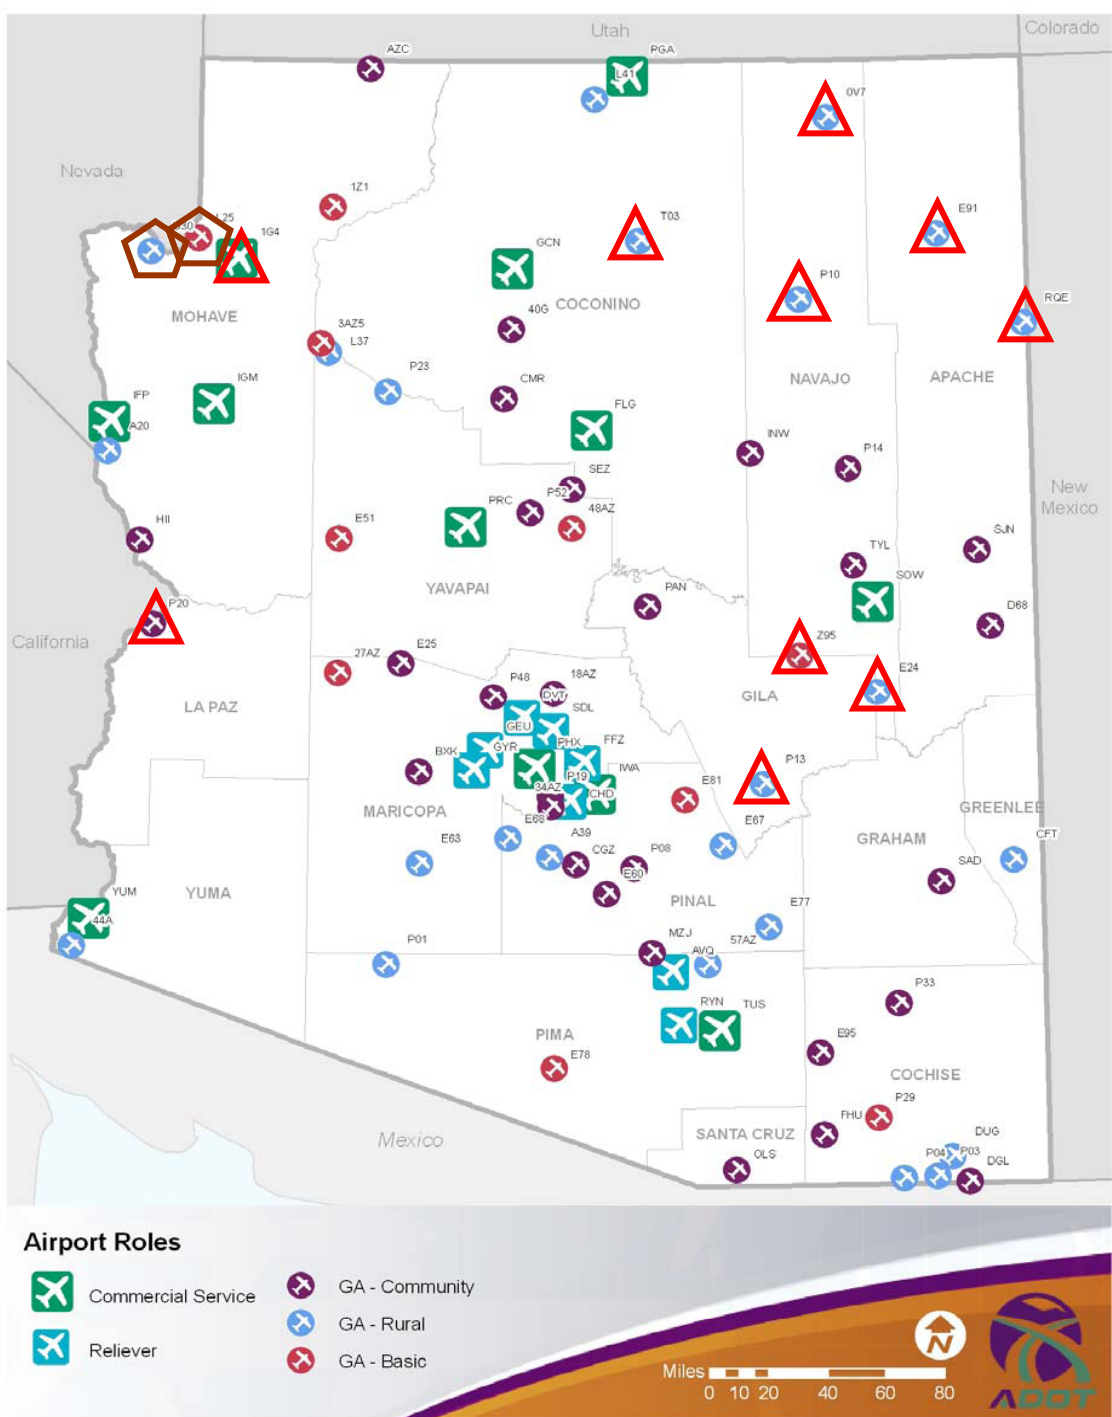 Utah
Colorado
AZC
PGA
L41
0V7
Nevada
1Z1
L25
E91
T03
1G4
GCN
P10
RQE
COCONINO
40G
MOHAVE
3AZ5
L37
P23
CMR
NAVAJO
APACHE
IGM
IFP
FLG
A20
INW
P14
SEZ
New
Mexico
PRC
P52
48AZ
HII
E51
SJN
TYL
SOW
YAVAPAI
PAN
P20
D68
California
Z95
E25
27AZ
E24
P48
18AZ
DVT
GILA
LA PAZ
SDL
GEU
GYR
PHX
FFZ
BXK
P13
IWA
P19
E81
34AZ
CHD
MARICOPA
GREENLEE
E68
E67
GRAHAM
A39
E63
CGZ
P08
CFT
E60
SAD
YUMA
YUM
PINAL
E77
44A
P01
MZJ
57AZ
AVQ
P33
RYN
TUS
PIMA
E95
E78
COCHISE
FHU
P29
Mexico
SANTA CRUZ
DUG
OLS
P04
P03
DGL
Airport Roles
Commercial Service
Reliever
GA - Community
GA - Rural
GA - Basic
N
Miles
0 10 20 40 60 80
ADOT